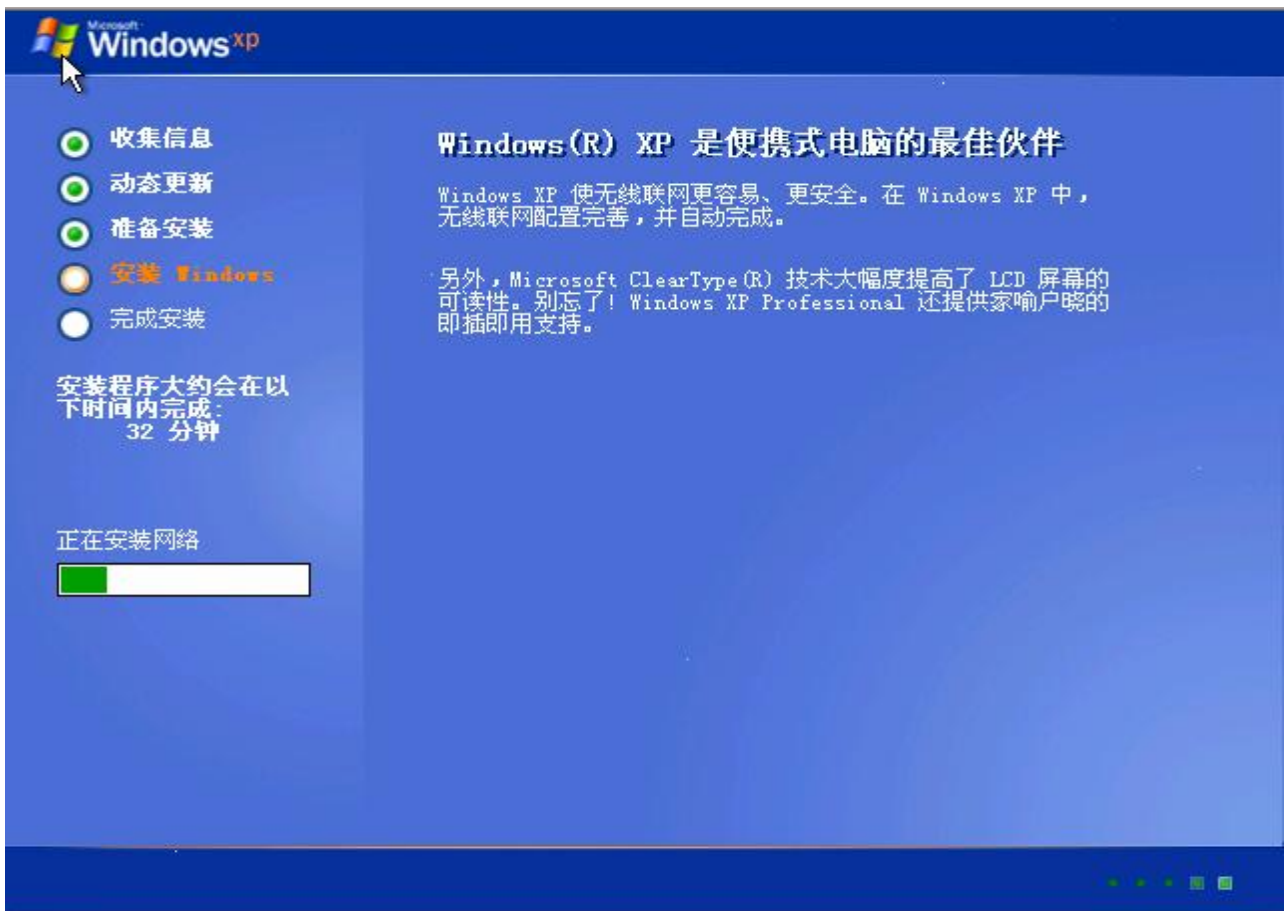 Microsoft
Windows xp
收集信息
动态更新
准备安装
安装 Windows
完成安装
安装程序大约会在以
下时间内完成:
32 分钟
正在安装网络
Windows(R) XP 是便携式电脑的最佳伙伴
Windows XP 使无线联网更容易、更安全。在 Windows XP 中，
无线联网配置完善，并自动完成。
另外，Microsoft ClearType(R) 技术大幅度提高了 LCD 屏幕的
可读性。别忘了! Windows XP Professional 还提供家喻户晓的
即插即用支持。